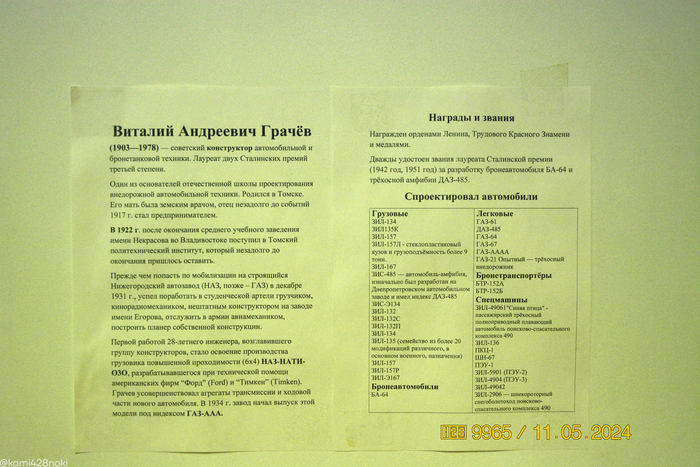 Виталий Андреевич Грачёв
(1903—1978) — советский конструктор автомобильной и
бронетанковой техники. Лауреат двух Сталинских премий
третьей степени.
Один из основателей отечественной школы проектирования
внедорожной автомобильной техники. Родился в Томске.
Его мать была земским врачом, отец незадолго до событий
1917 г. стал предпринимателем.
В 1922 г. после окончания среднего учебного заведения
имени Некрасова во Владивостоке поступил в Томский
политехнический институт, который незадолго до
окончания пришлось оставить.
Прежде чем попасть по мобилизации на строящийся
Нижегородский автозавод (НАЗ, позже – ГАЗ) в декабре
1931 г., успел поработать в студенческой артели грузчиком,
кинорадиомехаником, нештатным конструктором на заводе
имени Егорова, отслужить в армии авиамехаником,
построить планер собственной конструкции.
Первой работой 28-летнего инженера, возглавившего
группу конструкторов, стало освоение производства
грузовика повышенной проходимости (6х4) НАЗ-НАТИ-
ОЗО, разрабатывавшегося при технической помощи
американских фирм “Форд” (Ford) и “Тимкен” (Timken).
Грачев усовершенствовал агрегаты трансмиссии и ходовой
части нового автомобиля. В 1934 г. завод начал выпуск этой
модели под индексом ГАЗ-ААА.
Награды и звания
Награжден орденами Ленина, Трудового Красного Знамени
и медалями.
Дважды удостоен звания лауреата Сталинской премии
(1942 год, 1951 год) за разработку бронеавтомобиля БА-64 и
трёхосной амфибии ДАЗ-485.
Спроектировал автомобили
Грузовые
ЗИЛ-134
ЗИЛ135К
ЗИЛ-157
ЗИЛ-157Л - стеклопластиковый
кузов и грузоподъёмность более 9
тонн.
ЗИЛ-167
ЗИС-485 — автомобиль-амфибия,
изначально был разработан на
Днепропетровском автомобильном
заводе и имел индекс ДАЗ-485
ЗИС-Э134
ЗИЛ-132
ЗИЛ-132С
ЗИЛ-132П
ЗИЛ-134
ЗИЛ-135 (семейство из более 20
модификаций различного, в
основном военного, назначения)
ЗИЛ-157
ЗИЛ-157Р
ЗИЛ-Э167
Бронеавтомобили
БА-64
Легковые
ГАЗ-61
ДАЗ-485
ГАЗ-64
ГАЗ-67
ГАЗ-АААА
ГАЗ-21 Опытный — трёхосный
внедорожник
Бронетранспортёры
БТР-152А
БТР-152Б
Спецмашины
ЗИЛ-49061"Синяя птица" -
пассажирский трёхосный
полноприводный плавающий
автомобиль поисково-спасательного
комплекса 490
ЗИЛ-136
ПКЦ-1
ШН-67
ПЭУ-1
ЗИЛ-5901 (ПЭУ-2)
ЗИЛ-4904 (ПЭУ-3)
ЗИЛ-49042
ЗИЛ-2906 — шнекороторный
снегоболотоход поисково-
спасательного комплекса 490
9965 / 11.05.2024
@kami428noki